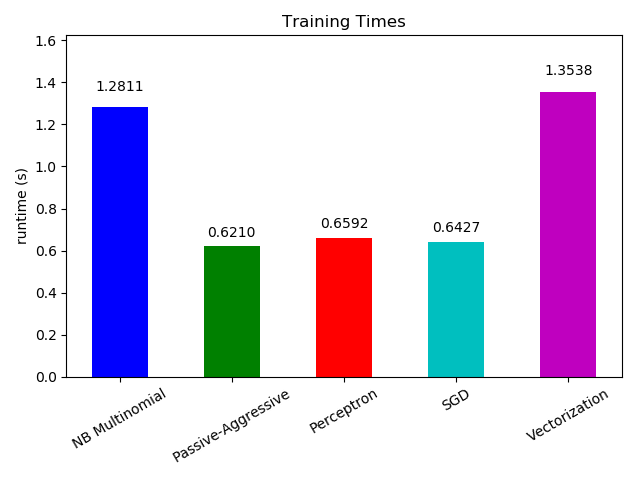 Training Times
runtime (s)
1.6
1.4
1.2
1.0
0.8
0.6
0.4
0.2
0.0
1.2811
0.6210
0.6592
0.6427
1.3538
NB Multinomial
Passive-Aggressive
Perceptron
SGD
Vectorization